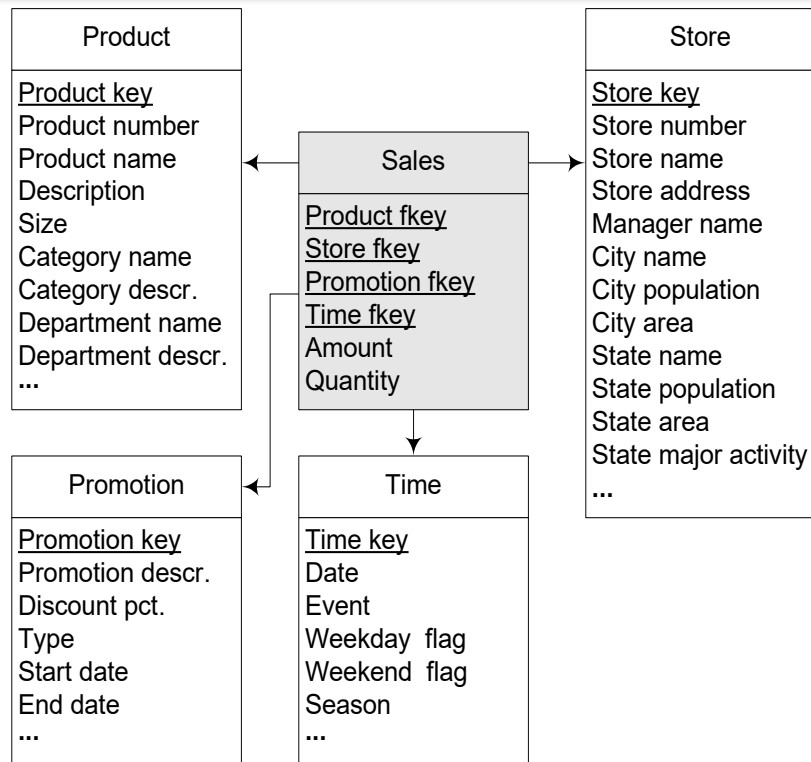 Product
Product key
Product number
Product name
Description
Size
Category name
Category descr.
Department name
Department descr.
...
Sales
Product fkey
Store fkey
Promotion fkey
Time fkey
Amount
Quantity
Store
Store key
Store number
Store name
Store address
Manager name
City name
City population
City area
State name
State population
State area
State major activity
...
Promotion
Promotion key
Promotion descr.
Discount pct.
Type
Start date
End date
...
Time
Time key
Date
Event
Weekday flag
Weekend flag
Season
...